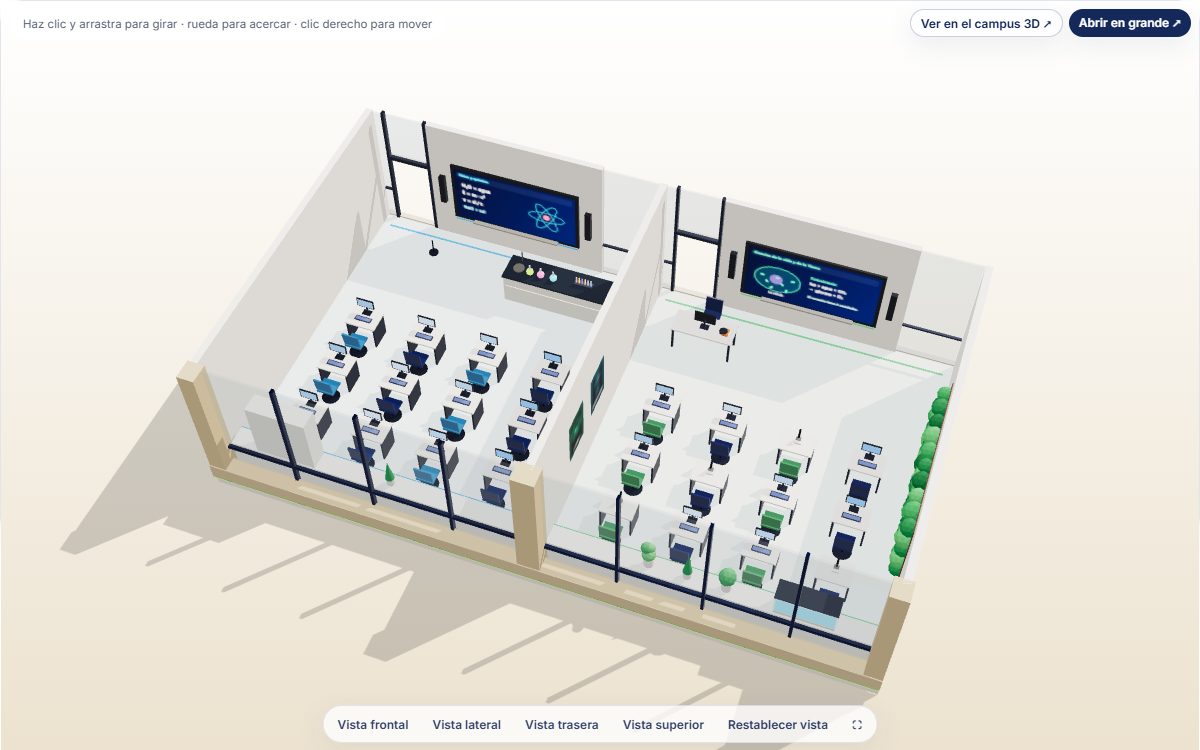 Haz clic y arrastra para girar · rueda para acercar · clic derecho para mover
Ver en el campus 3D ↗
Abrir en grande ↗
Vista frontal
Vista lateral
Vista trasera
Vista superior
Restablecer vista